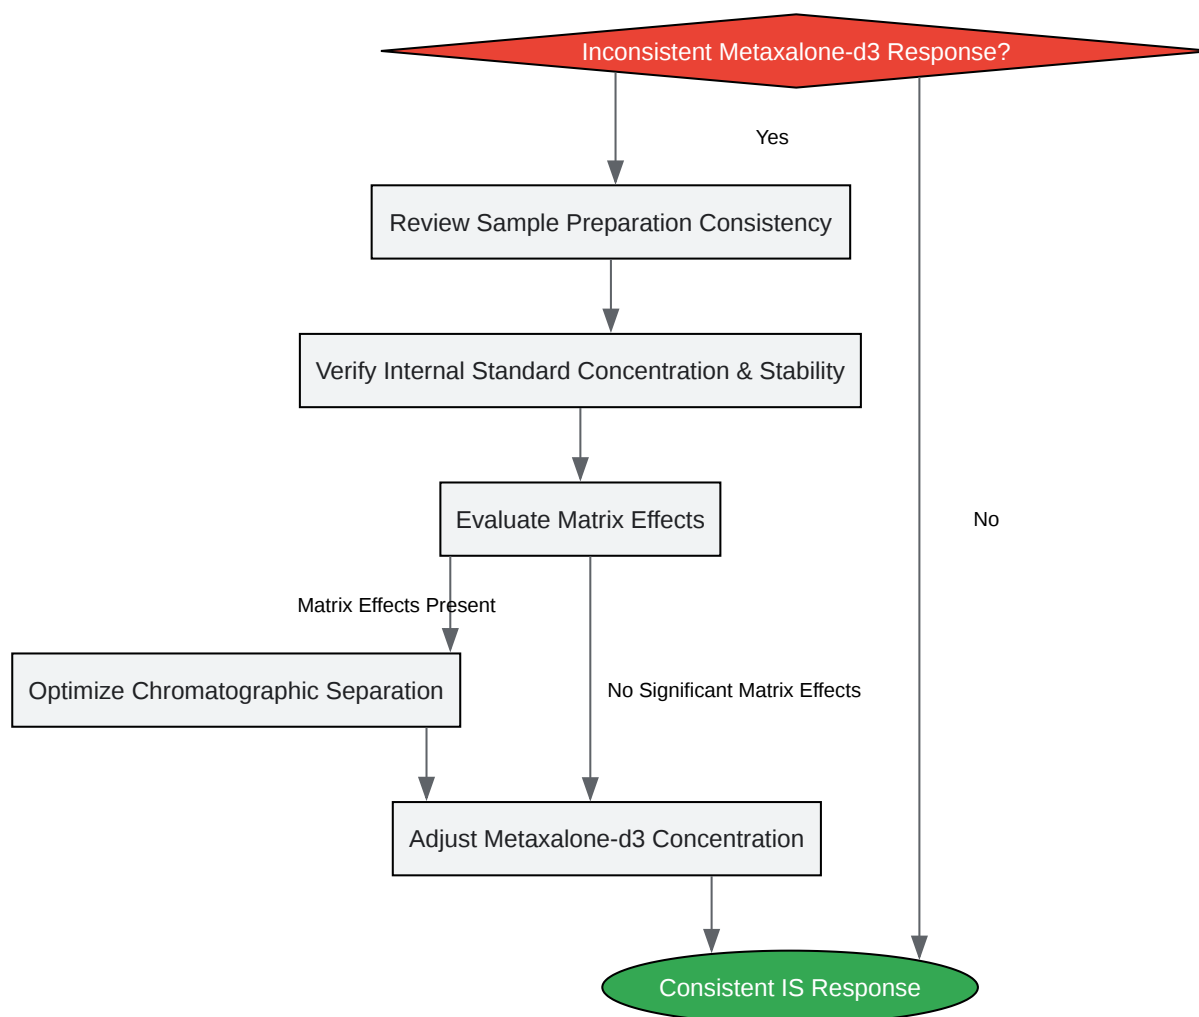 Inconsistent Metaxalone-d3 Response?
Yes
Review Sample Preparation Consistency
Verify Internal Standard Concentration & Stability
Evaluate Matrix Effects
No
Matrix Effects Present
Optimize Chromatographic Separation
No Significant Matrix Effects
Adjust Metaxalone-d3 Concentration
Consistent IS Response